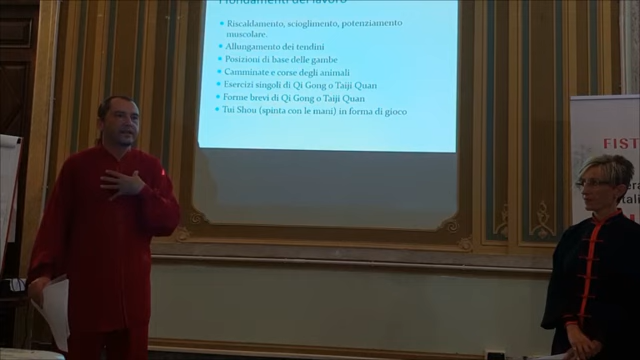 I fondamenti del lavoro
• Riscaldamento, scioglimento, potenziamento
muscolare.
• Allungamento dei tendini
• Posizioni di base delle gambe
• Camminate e corse degli animali
• Esercizi singoli di Qi Gong o Taiji Quan
• Forme brevi di Qi Gong o Taiji Quan
• Tui Shou (spinta con le mani) in forma di gioco
FIST